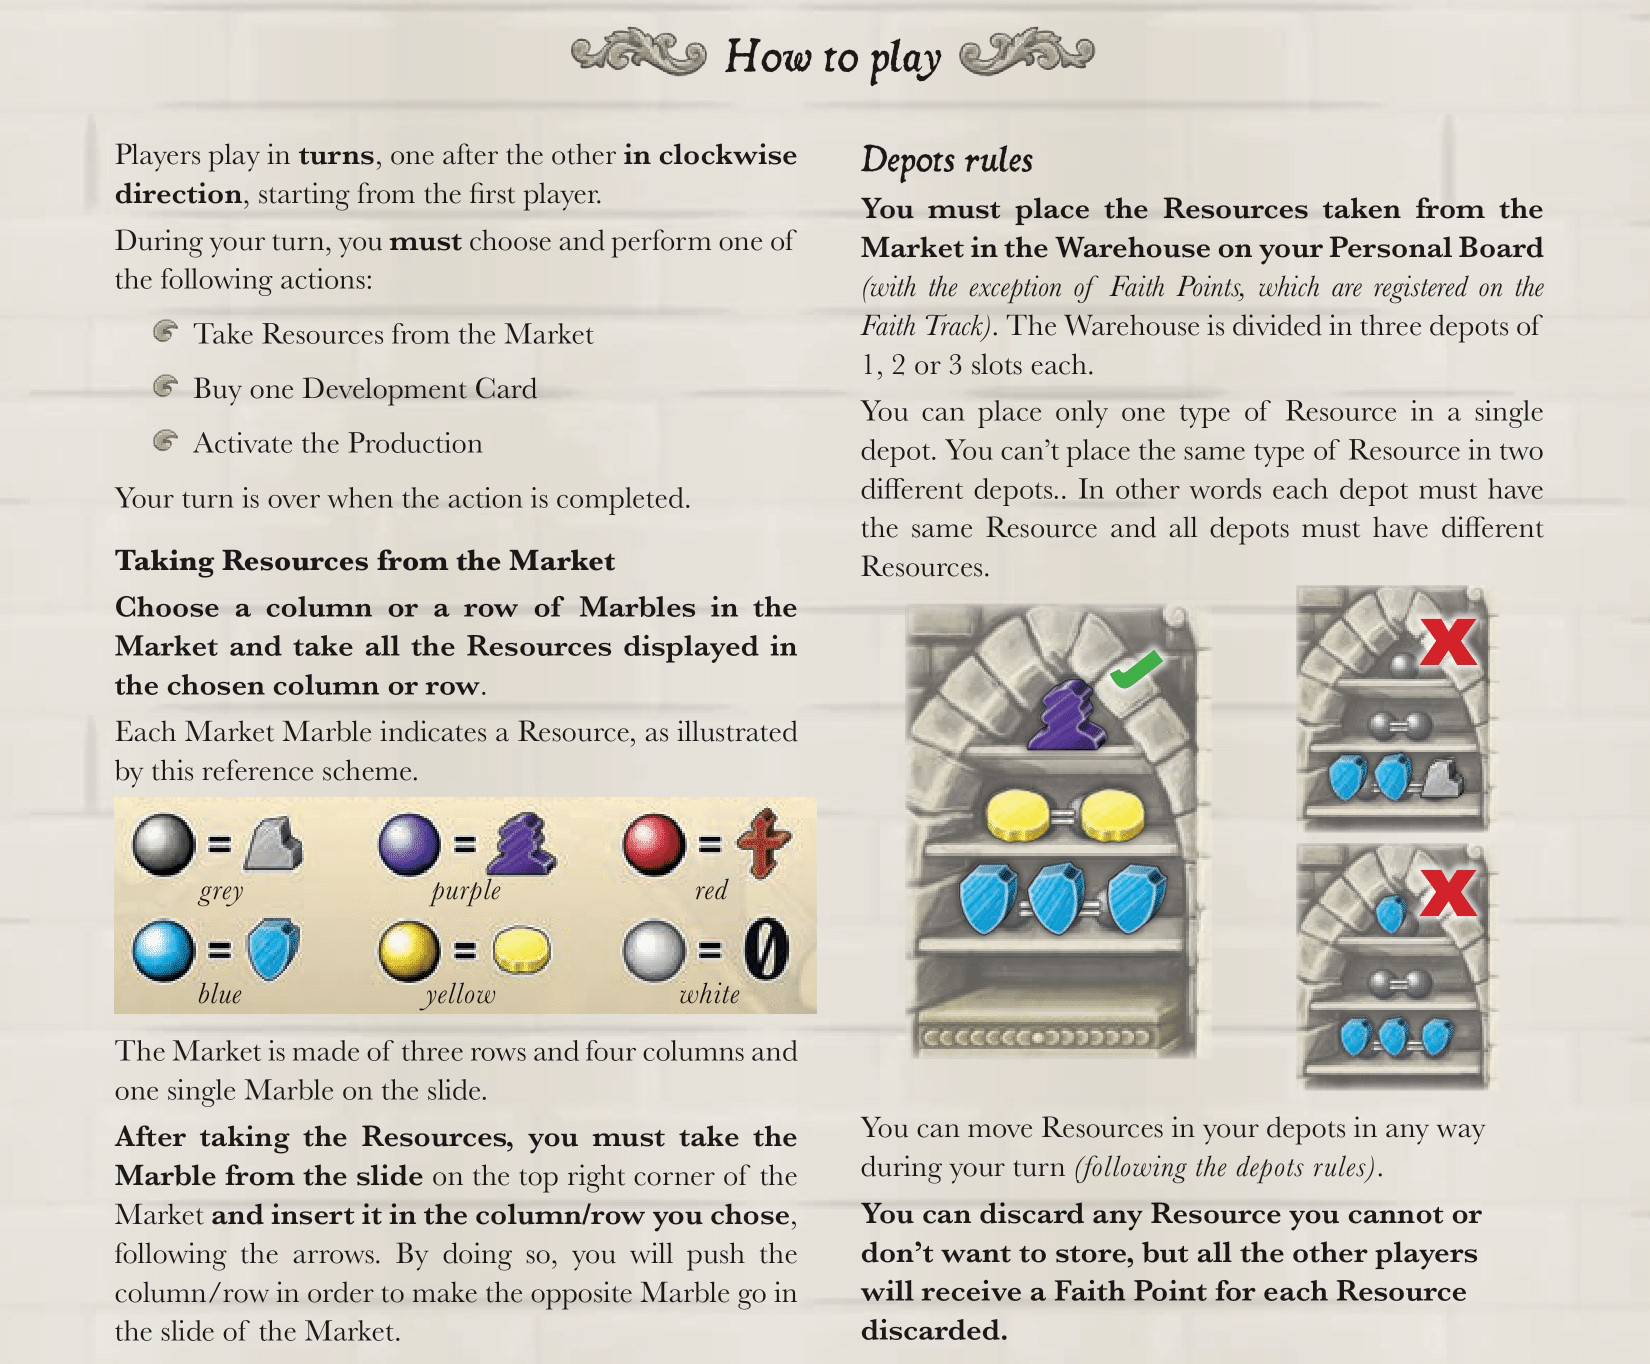 How to play
Players play in turns, one after the other in clockwise
direction, starting from the first player.
During your turn, you must choose and perform one of
the following actions:
Take Resources from the Market
Buy one Development Card
Activate the Production
Your turn is over when the action is completed.
Taking Resources from the Market
Choose a column or a row of Marbles in the
Market and take all the Resources displayed in
the chosen column or row.
Each Market Marble indicates a Resource, as illustrated
by this reference scheme.
= = =
grey purple red
= = = 0
blue yellow white
The Market is made of three rows and four columns and
one single Marble on the slide.
After taking the Resources, you must take the
Marble from the slide on the top right corner of the
Market and insert it in the column/row you chose,
following the arrows. By doing so, you will push the
column/row in order to make the opposite Marble go in
the slide of the Market.
Depots rules
You must place the Resources taken from the
Market in the Warehouse on your Personal Board
(with the exception of Faith Points, which are registered on the
Faith Track). The Warehouse is divided in three depots of
1, 2 or 3 slots each.
You can place only one type of Resource in a single
depot. You can't place the same type of Resource in two
different depots.. In other words each depot must have
the same Resource and all depots must have different
Resources.
You can move Resources in your depots in any way
during your turn (following the depots rules).
You can discard any Resource you cannot or
don't want to store, but all the other players
will receive a Faith Point for each Resource
discarded.